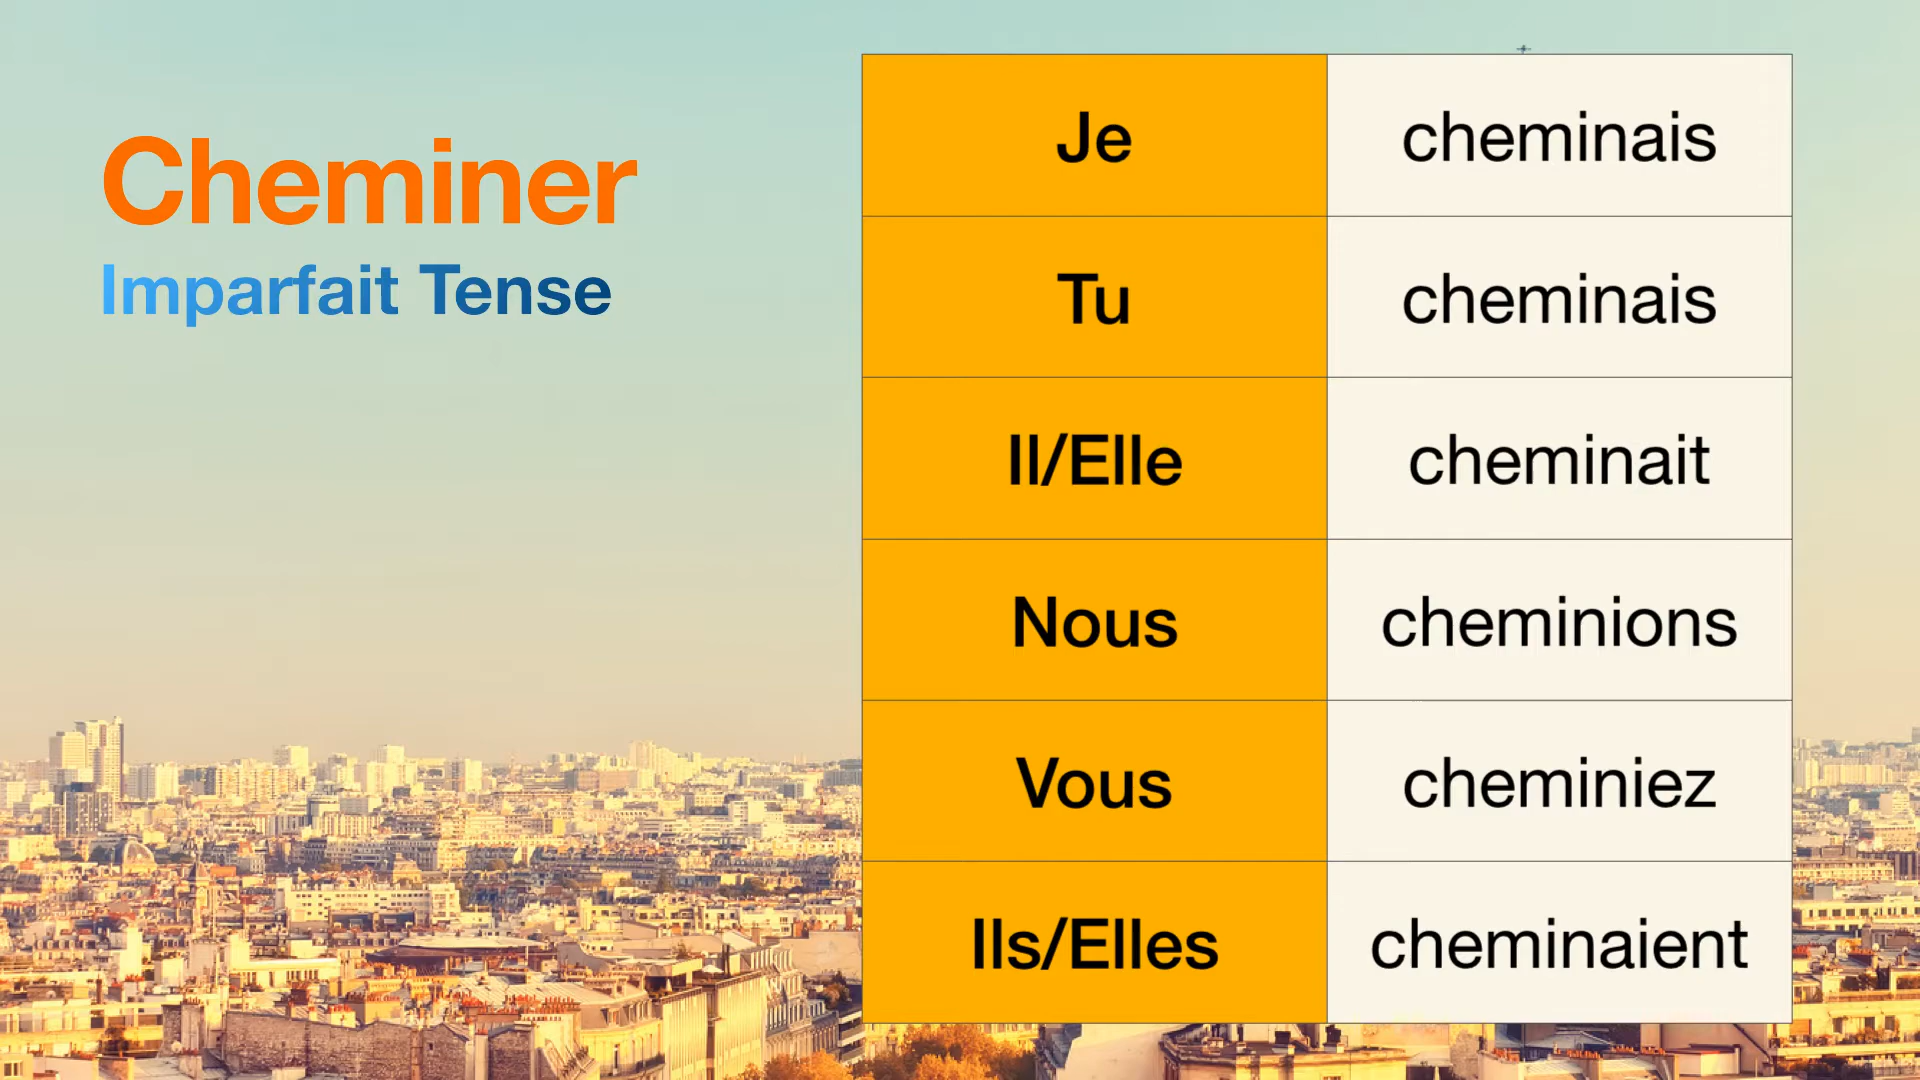 Cheminer
Imparfait Tense
Je cheminais
Tu cheminais
Il/Elle cheminait
Nous cheminions
Vous cheminiez
Ils/Elles cheminaient